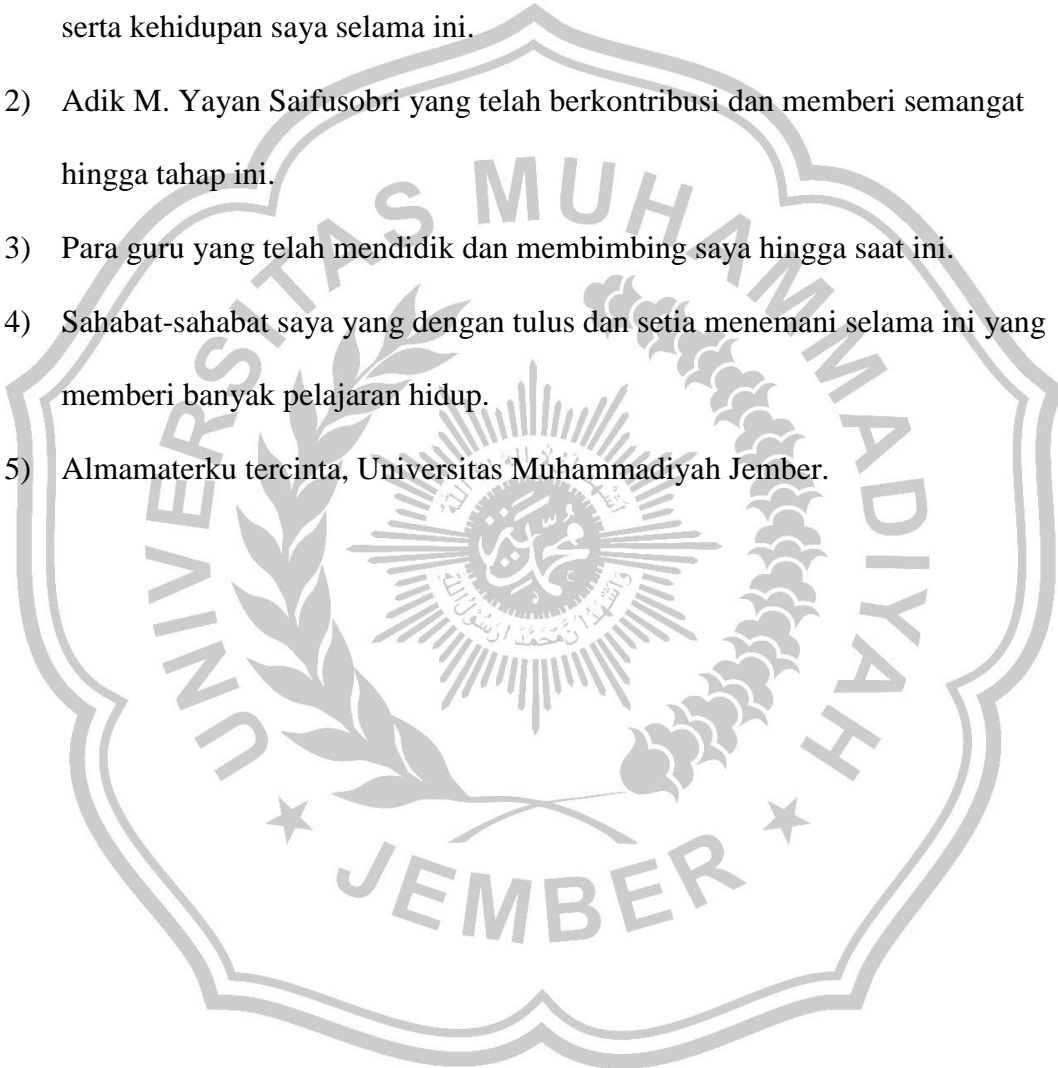 serta kehidupan saya selama ini.
2) Adik M. Yayan Saifusobri yang telah berkontribusi dan memberi semangat
hingga tahap ini.
3) Para guru yang telah mendidik dan membimbing saya hingga saat ini.
4) Sahabat-sahabat saya yang dengan tulus dan setia menemani selama ini yang
memberi banyak pelajaran hidup.
5) Almamaterku tercinta, Universitas Muhammadiyah Jember.
UNIVERSITAS MUHAMMADIYAH
JEMBER